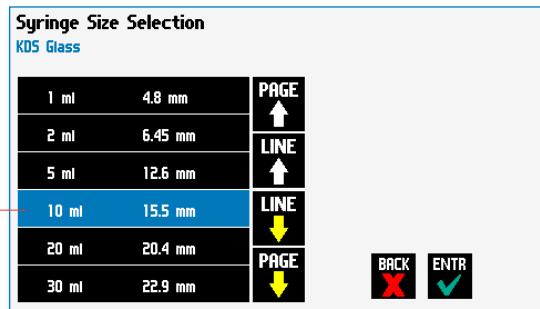 Syringe Size Selection
KDS Glass
1 ml 4.8 mm
2 ml 6.45 mm
5 ml 12.6 mm
10 ml 15.5 mm
20 ml 20.4 mm
30 ml 22.9 mm
PAGE
LINE
LINE
PAGE
BACK
ENTR